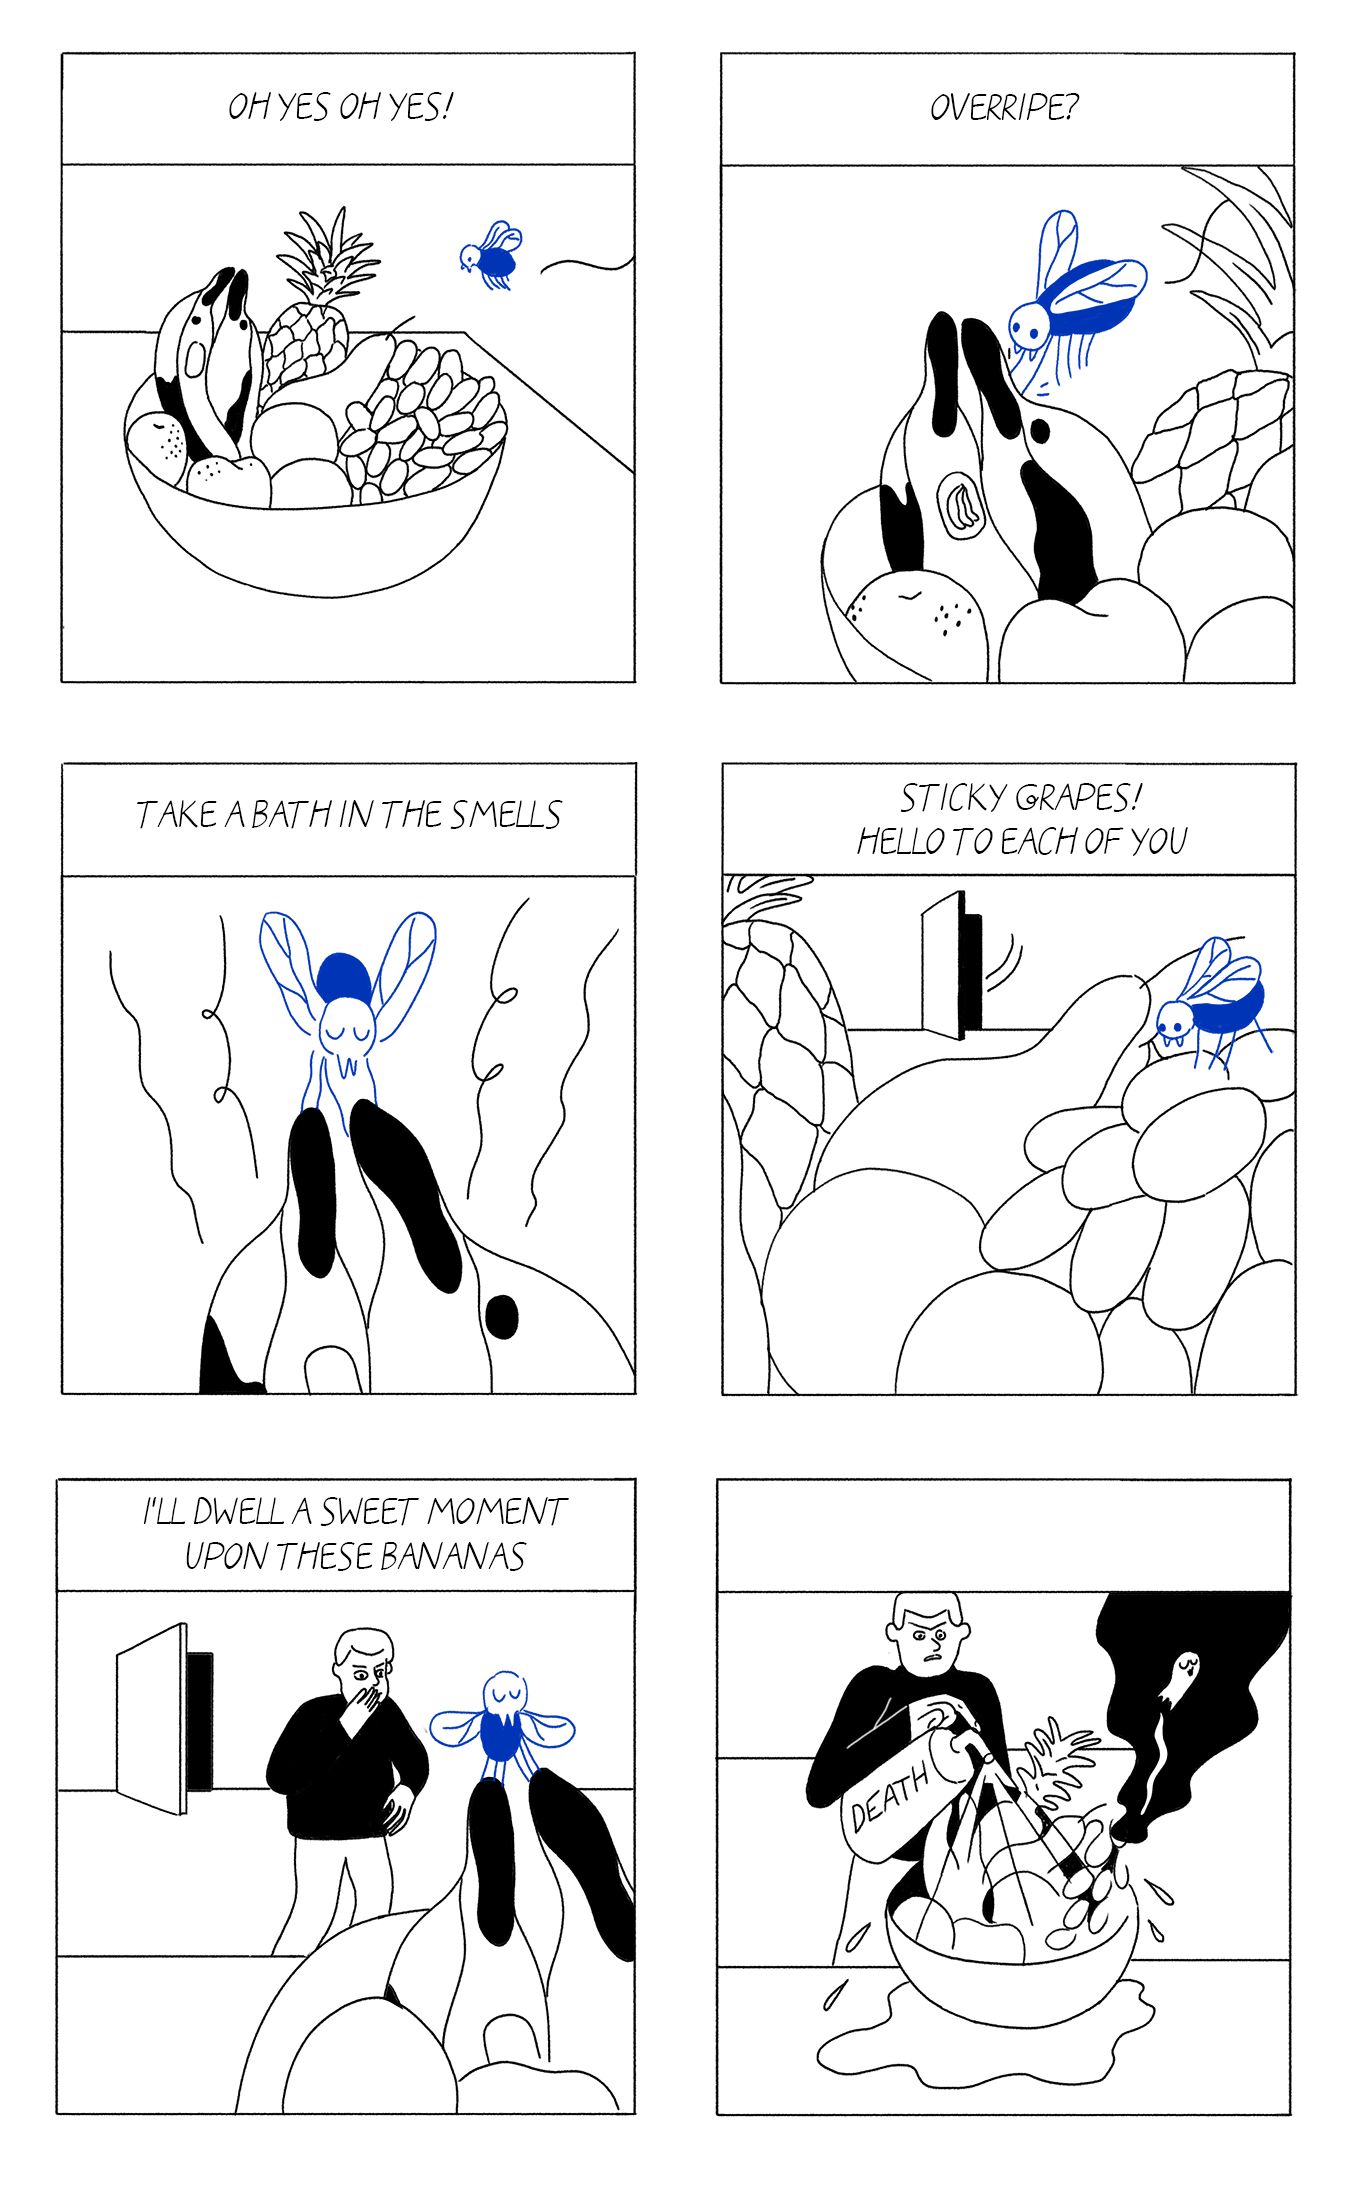 OH YES OH YES!
OVERRIPE?
TAKE A BATH IN THE SMELLS
STICKY GRAPES!
HELLO TO EACH OF YOU
I'LL DWELL A SWEET MOMENT
UPON THESE BANANAS
DEATH